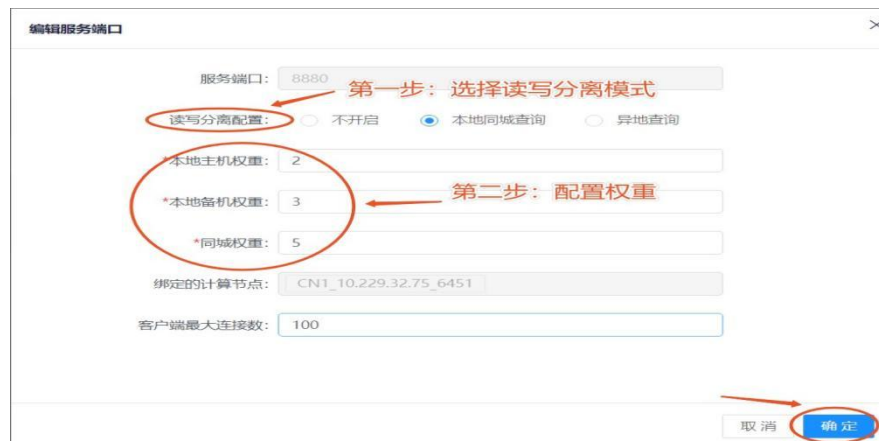 编辑服务端口
服务端口: 8880
第一步：选择读写分离模式
读写分离配置: 不开启 本地同城查询 异地查询
*本地主机权重: 2
第二步：配置权重
*本地备机权重: 3
*同城权重: 5
绑定的计算节点: CN1_10.229.32.75_6451
客户端最大连接数: 100
取消 确定